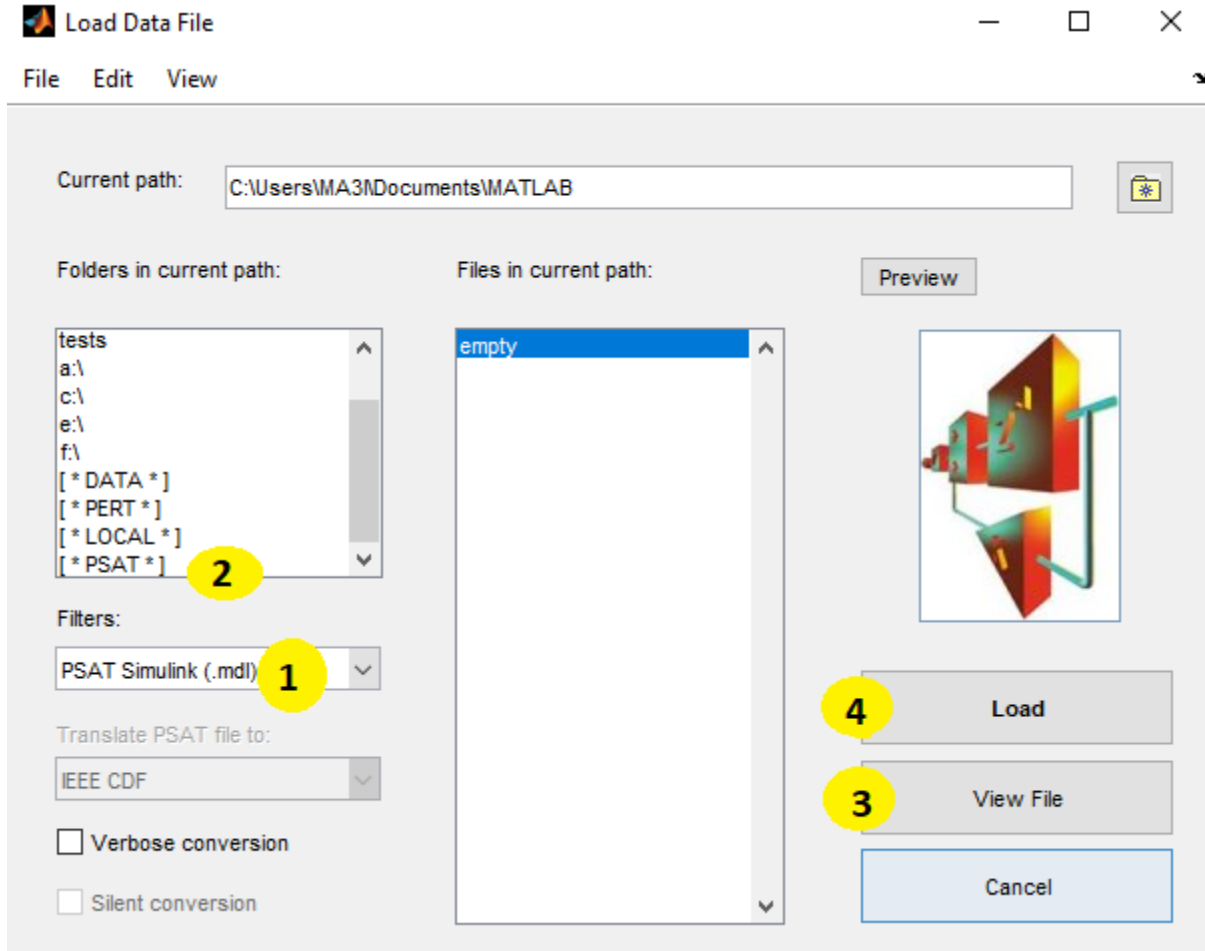 Load Data File
File Edit View
Current path:
C:\Users\MA3N\Documents\MATLAB
Folders in current path:
Files in current path:
Preview
tests
a:\
c:\
e:\
f:\
[ * DATA * ]
[ * PERT * ]
[ * LOCAL * ]
[ * PSAT * ]
2
empty
Filters:
PSAT Simulink (.mdl)
1
4
Load
Translate PSAT file to:
IEEE CDF
3
View File
Verbose conversion
Cancel
Silent conversion